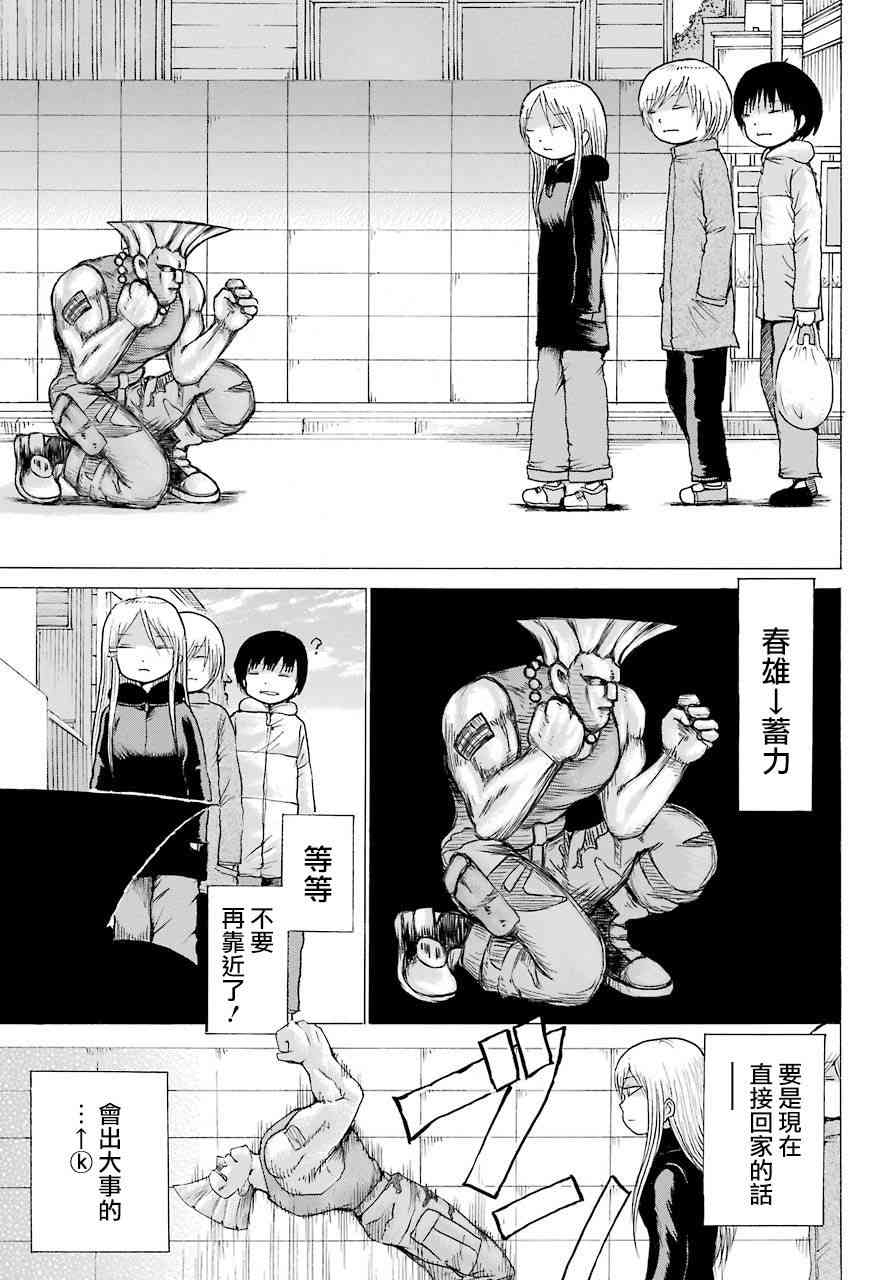 春雄↓蓄力
?
等等
不要
再靠近了!
要是現在
直接回家的話
——
會出大事的
…↑ⓚ